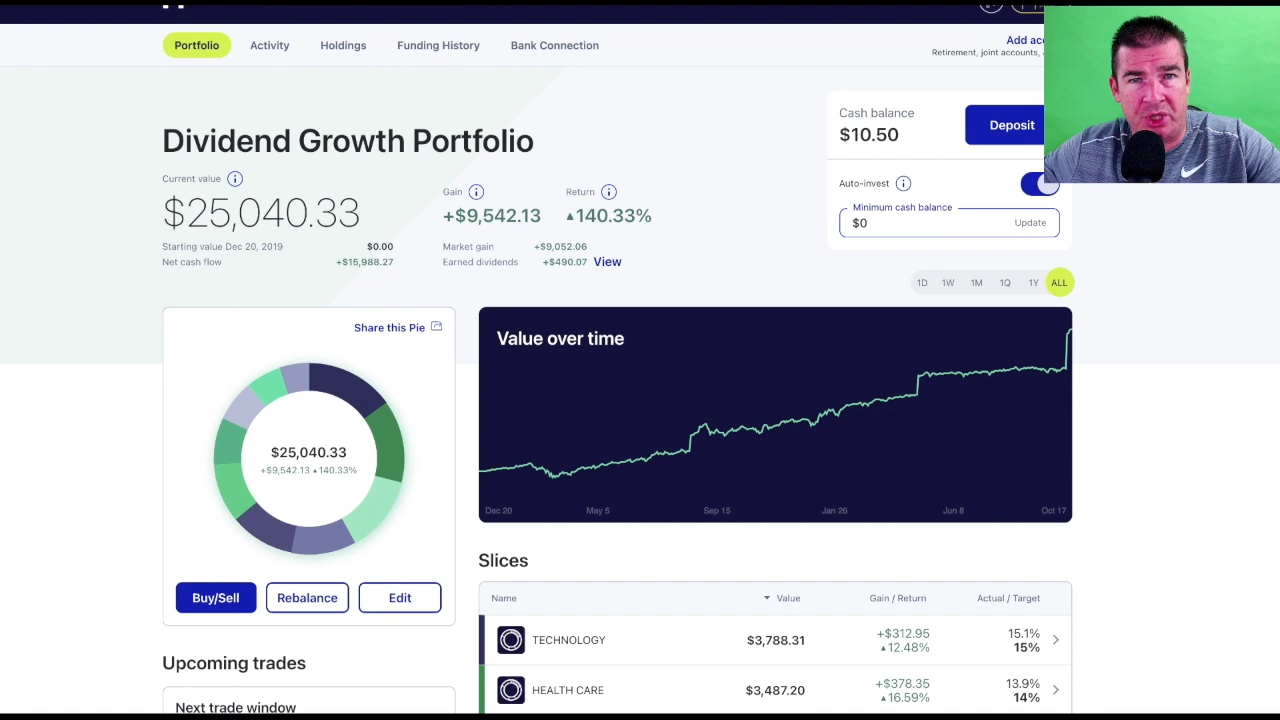 Portfolio Activity Holdings Funding History Bank Connection
Add
Retirement, joint accounts,
Dividend Growth Portfolio
Cash balance
$10.50
Deposit
Current value
$25,040.33
Gain
+$9,542.13
Return
▲140.33%
Auto-invest
Minimum cash balance
$0 Update
Starting value Dec 20, 2019 $0.00
Net cash flow +$15,988.27
Market gain +$9,052.06
Earned dividends +$490.07 View
1D 1W 1M 1Q 1Y ALL
Share this Pie
$25,040.33
+$9,542.13 ▲140.33%
Buy/Sell Rebalance Edit
Value over time
Dec 20 May 5 Sep 15 Jan 26 Jun 8 Oct 17
Slices
Name ▼ Value Gain / Return Actual / Target
TECHNOLOGY $3,788.31 +$312.95 15.1%
▲12.48% 15%
HEALTH CARE $3,487.20 +$378.35 13.9%
▲16.59% 14%
Upcoming trades
Next trade window